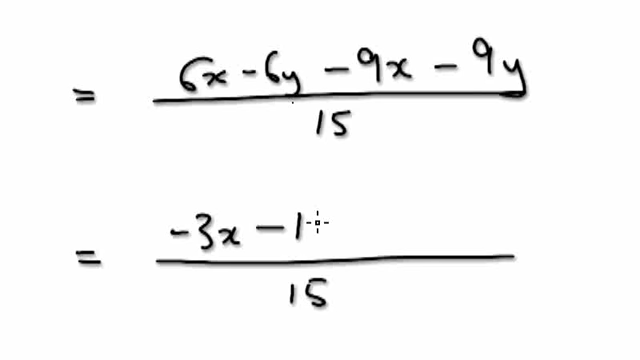 = 6x - 6y - 9x - 9y
15
= -3x - 1
15